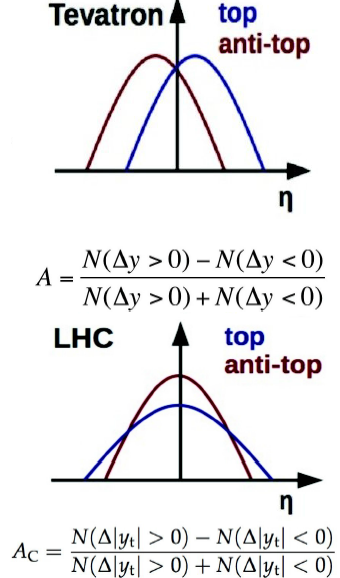 Tevatron
top
anti-top
η
A = N(Δy > 0) − N(Δy < 0) / N(Δy > 0) + N(Δy < 0)
LHC
top
anti-top
η
A_C = N(Δ|y_t| > 0) − N(Δ|y_t| < 0) / N(Δ|y_t| > 0) + N(Δ|y_t| < 0)